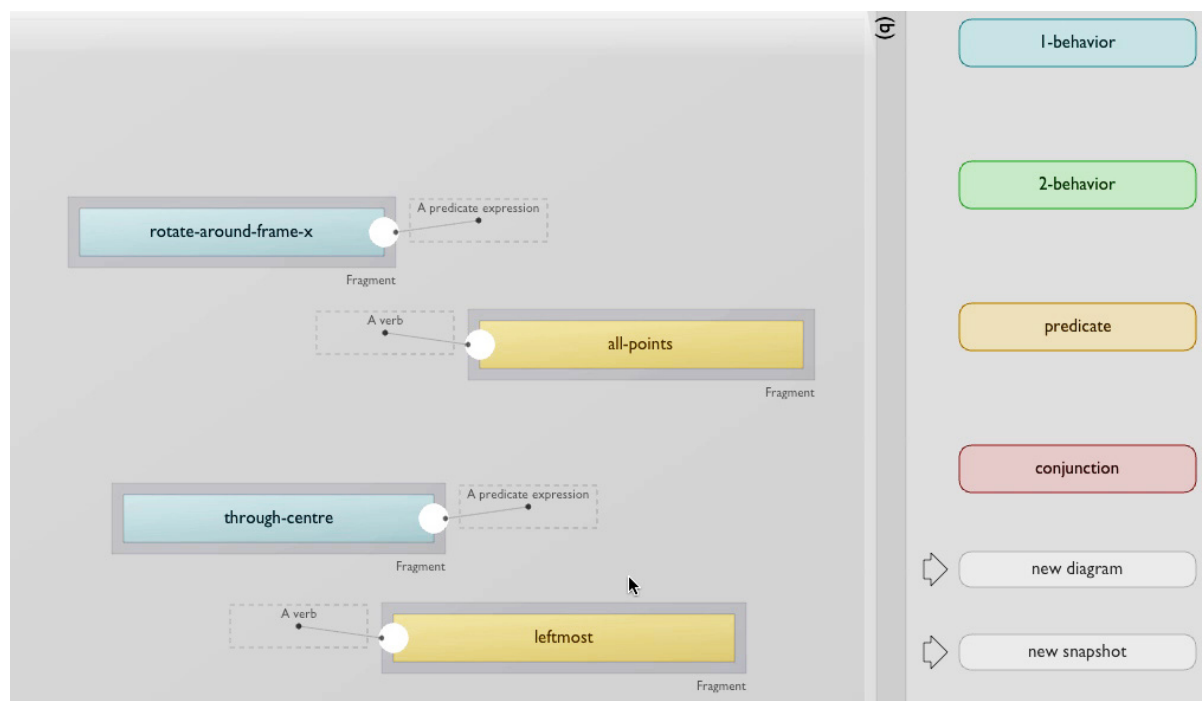 (b)
1-behavior
rotate-around-frame-x
A predicate expression
Fragment
A verb
all-points
Fragment
through-centre
A predicate expression
Fragment
A verb
leftmost
Fragment
2-behavior
predicate
conjunction
new diagram
new snapshot